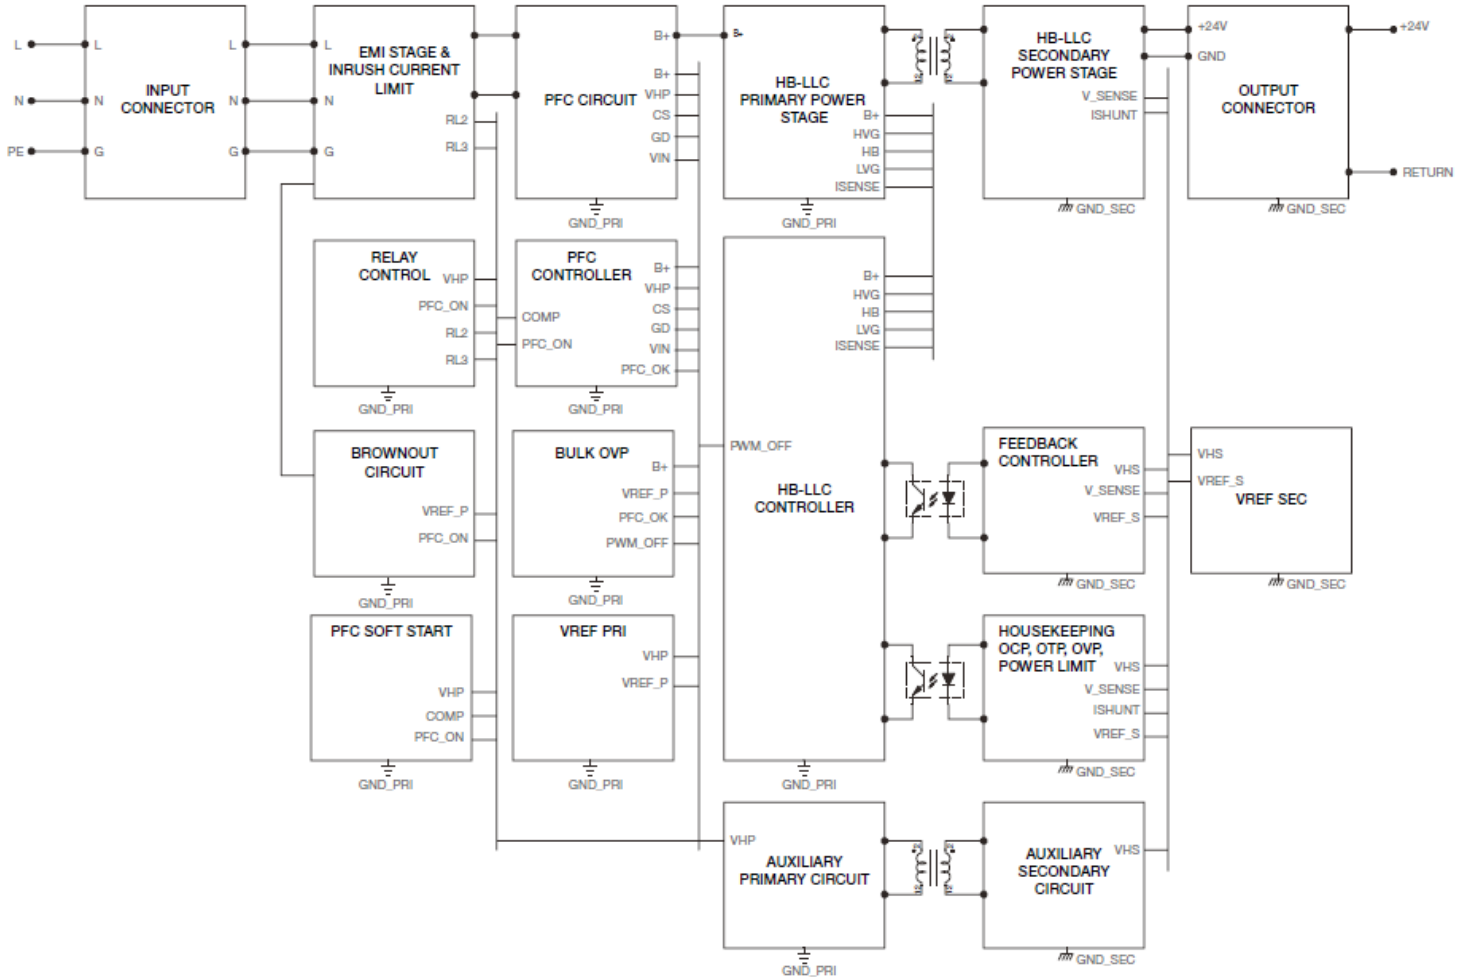 L
N
PE
L
N
G
INPUT
CONNECTOR
L
N
G
L
N
G
EMI STAGE &
INRUSH CURRENT
LIMIT
RL2
RL3
PFC CIRCUIT
B+
B+
VHP
CS
GD
VIN
GND_PRI
B+
HB-LLC
PRIMARY POWER
STAGE
B+
HVG
HB
LVG
ISENSE
GND_PRI
HB-LLC
SECONDARY
POWER STAGE
V_SENSE
ISHUNT
GND_SEC
+24V
GND
OUTPUT
CONNECTOR
GND_SEC
+24V
RETURN
RELAY
CONTROL
VHP
PFC_ON
RL2
RL3
GND_PRI
PFC
CONTROLLER
COMP
PFC_ON
B+
VHP
CS
GD
VIN
PFC_OK
GND_PRI
B+
HVG
HB
LVG
ISENSE
PWM_OFF
HB-LLC
CONTROLLER
GND_PRI
BROWNOUT
CIRCUIT
VREF_P
PFC_ON
GND_PRI
BULK OVP
B+
VREF_P
PFC_OK
PWM_OFF
GND_PRI
FEEDBACK
CONTROLLER
VHS
V_SENSE
VREF_S
GND_SEC
VHS
VREF_S
VREF SEC
GND_SEC
PFC SOFT START
VHP
COMP
PFC_ON
GND_PRI
VREF PRI
VHP
VREF_P
GND_PRI
HOUSEKEEPING
OCP, OTP, OVP,
POWER LIMIT
VHS
V_SENSE
ISHUNT
VREF_S
GND_SEC
VHP
AUXILIARY
PRIMARY CIRCUIT
GND_PRI
AUXILIARY
SECONDARY
CIRCUIT
VHS
GND_SEC